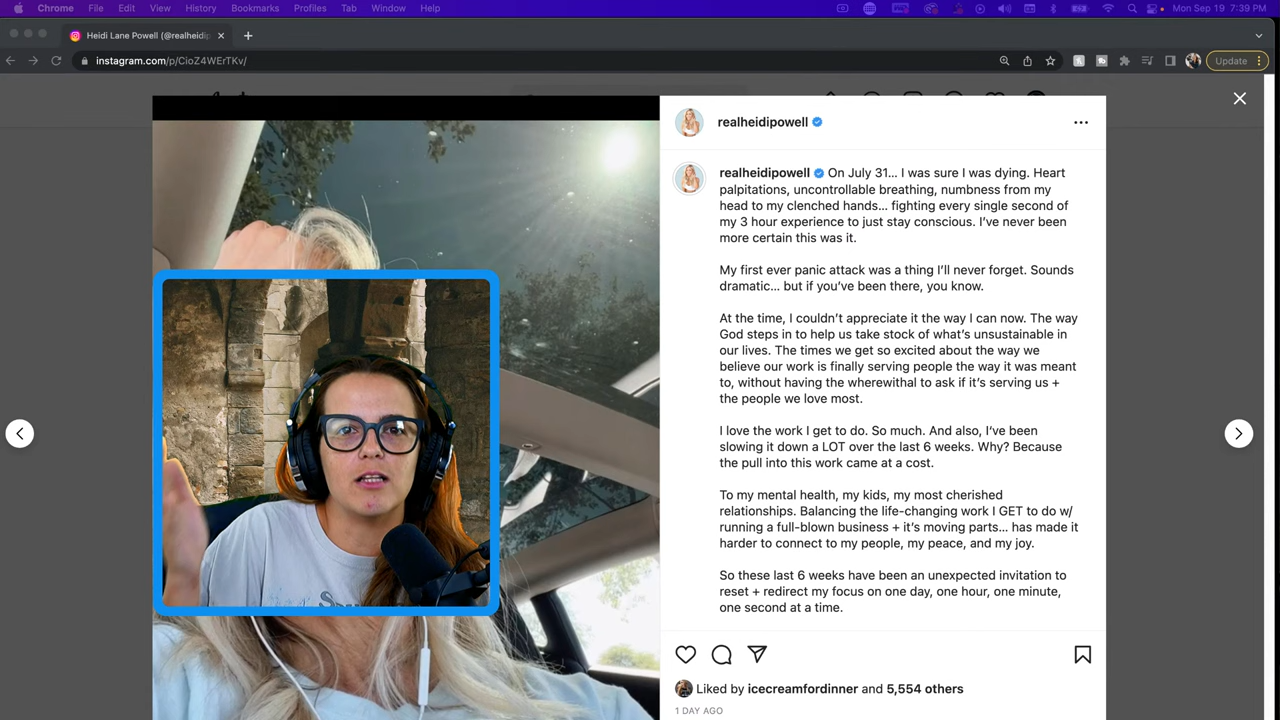 Chrome File Edit View History Bookmarks Profiles Tab Window Help Mon Sep 19 7:39 PM
Heidi Lane Powell (@realheidip
instagram.com/p/CioZ4WErTKv/ Update
realheidipowell
realheidipowell On July 31... I was sure I was dying. Heart
palpitations, uncontrollable breathing, numbness from my
head to my clenched hands... fighting every single second of
my 3 hour experience to just stay conscious. I've never been
more certain this was it.
My first ever panic attack was a thing I'll never forget. Sounds
dramatic... but if you've been there, you know.
At the time, I couldn't appreciate it the way I can now. The way
God steps in to help us take stock of what's unsustainable in
our lives. The times we get so excited about the way we
believe our work is finally serving people the way it was meant
to, without having the wherewithal to ask if it's serving us +
the people we love most.
I love the work I get to do. So much. And also, I've been
slowing it down a LOT over the last 6 weeks. Why? Because
the pull into this work came at a cost.
To my mental health, my kids, my most cherished
relationships. Balancing the life-changing work I GET to do w/
running a full-blown business + it's moving parts... has made it
harder to connect to my people, my peace, and my joy.
So these last 6 weeks have been an unexpected invitation to
reset + redirect my focus on one day, one hour, one minute,
one second at a time.
Liked by icecreamfordinner and 5,554 others
1 DAY AGO